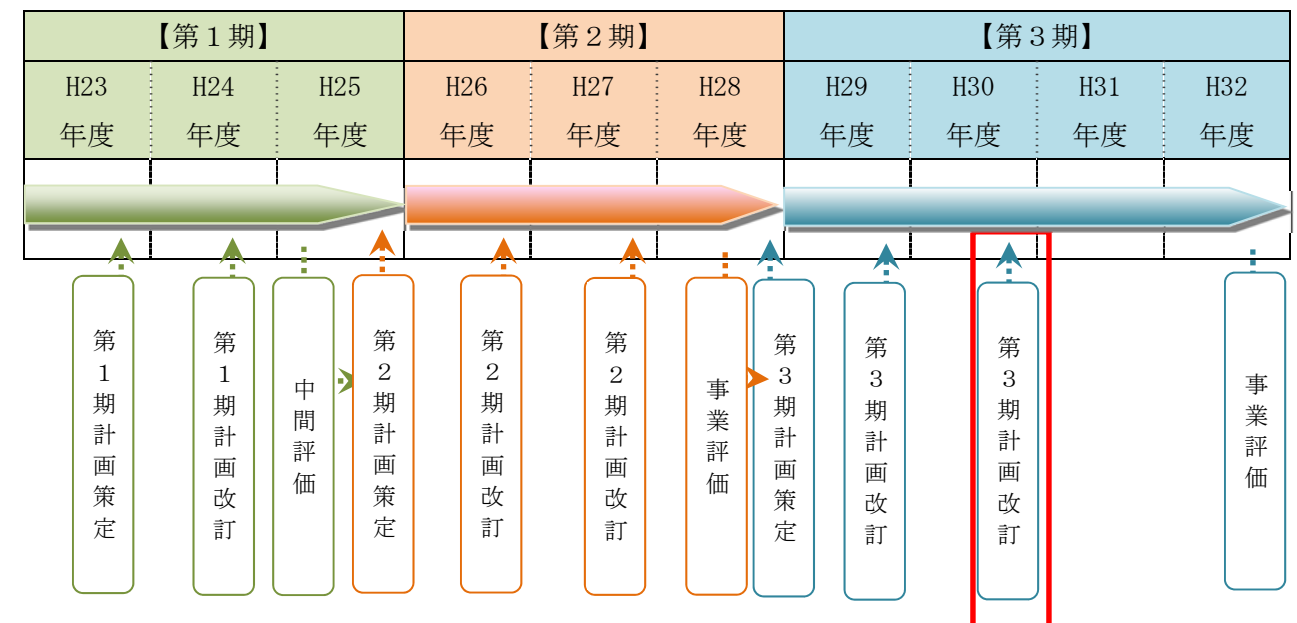 【第１期】
【第２期】
【第３期】
H23
年度
H24
年度
H25
年度
H26
年度
H27
年度
H28
年度
H29
年度
H30
年度
H31
年度
H32
年度
第１期計画策定
第１期計画改訂
中間評価
第２期計画策定
第２期計画改訂
第２期計画改訂
事業評価
第３期計画策定
第３期計画改訂
第３期計画改訂
事業評価